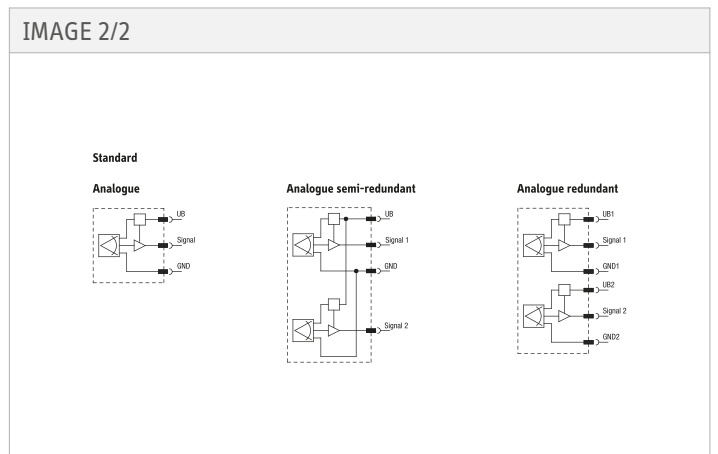 IMAGE 2/2
Standard
Analogue
UB
Signal
GND
Analogue semi-redundant
UB
Signal 1
GND
Signal 2
Analogue redundant
UB1
Signal 1
GND1
UB2
Signal 2
GND2